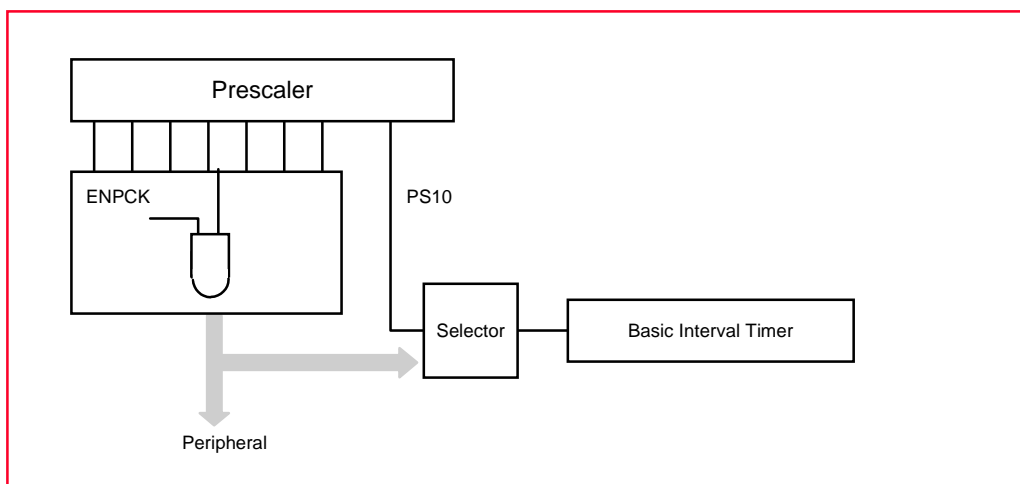 Prescaler
ENPCK
PS10
Selector
Basic Interval Timer
Peripheral